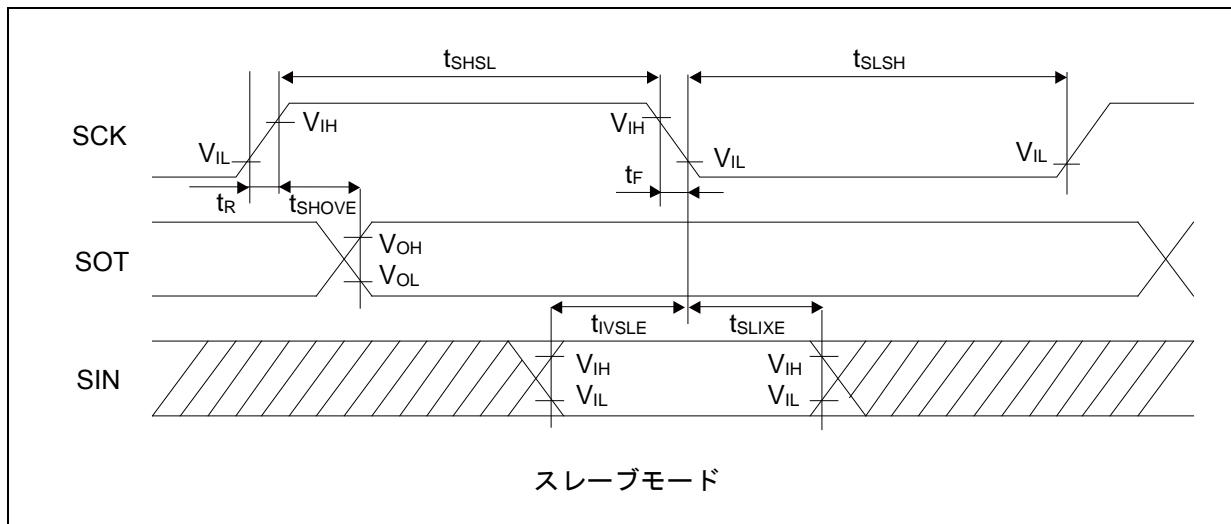 tSHSL
tSLSH
SCK
VIH
VIH
VIL
VIL
VIL
tR
tSHOVE
tF
SOT
VOH
VOL
tIVSLE
tSLIXE
SIN
VIH
VIH
VIL
VIL
スレーブモード